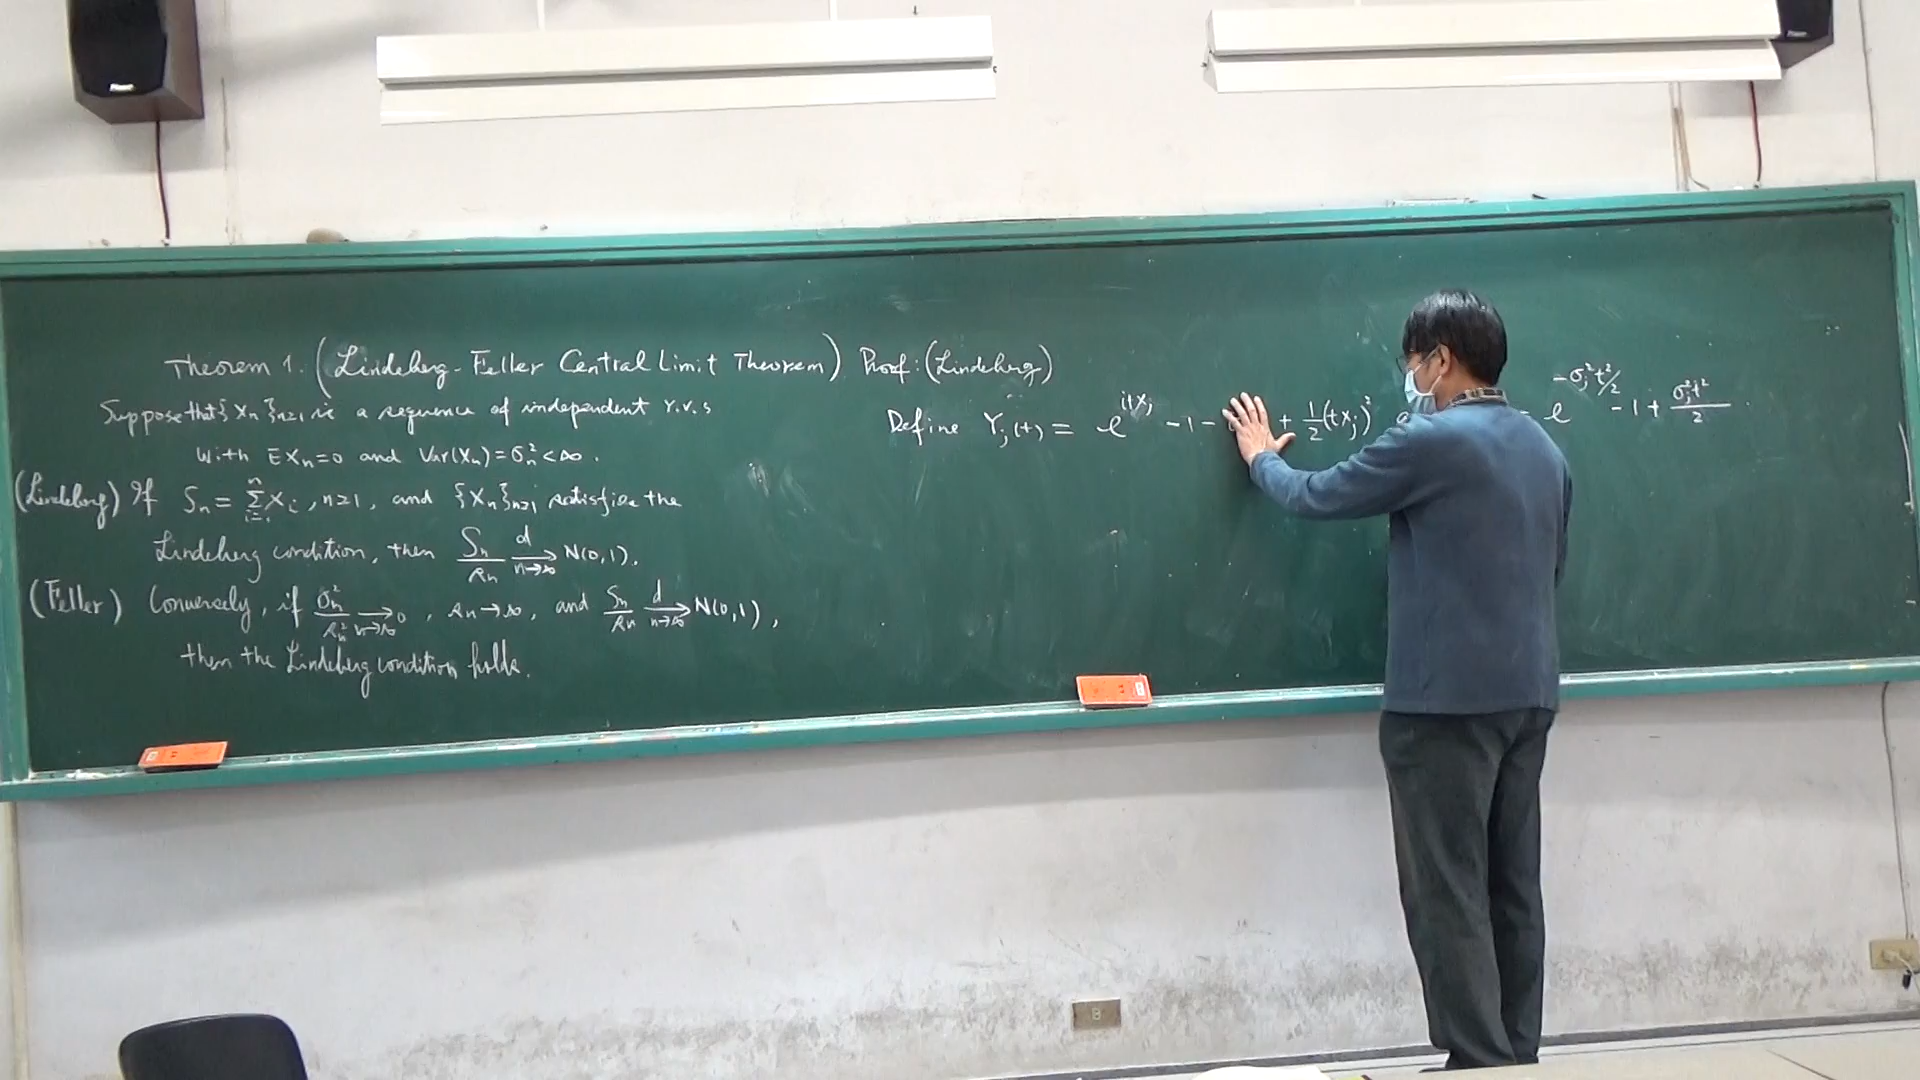 Theorem 1. (Lindeberg-Feller Central Limit Theorem)
Suppose that {Xₙ}ₙ≥₁ is a sequence of independent r.v.s
with EXₙ=0 and Var(Xₙ)=σₙ²<∞.
(Lindeberg) If Sₙ = Σᵢ₌₁ⁿ Xᵢ, n≥1, and {Xₙ}ₙ≥₁ satisfies the
Lindeberg condition, then Sₙ/sₙ →ᵈ (n→∞) N(0,1).
(Feller) Conversely, if σₙ²/sₙ² → (n→∞) 0, sₙ→∞, and Sₙ/sₙ →ᵈ (n→∞) N(0,1),
then the Lindeberg condition holds.
Proof: (Lindeberg)
Define Yⱼ(t) = e^{itXⱼ} -1 - + ½(tXⱼ)² e^{-σⱼ²t²/2} -1 + σⱼ²t²/2 .